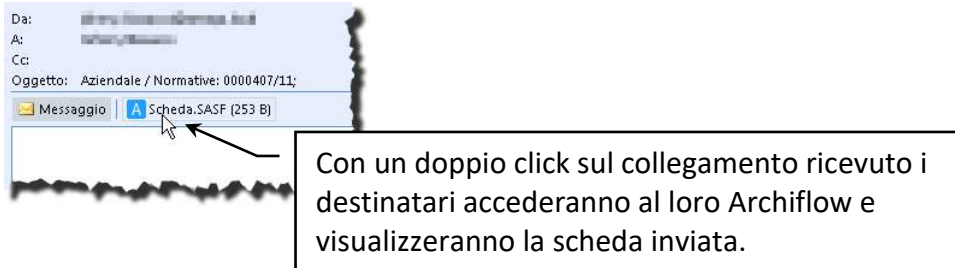 Da:
A:
Cc:
Oggetto: Aziendale / Normative: 0000407/11;
Messaggio A Scheda.SASF (253 B)
Con un doppio click sul collegamento ricevuto i
destinatari accederanno al loro Archiflow e
visualizzeranno la scheda inviata.